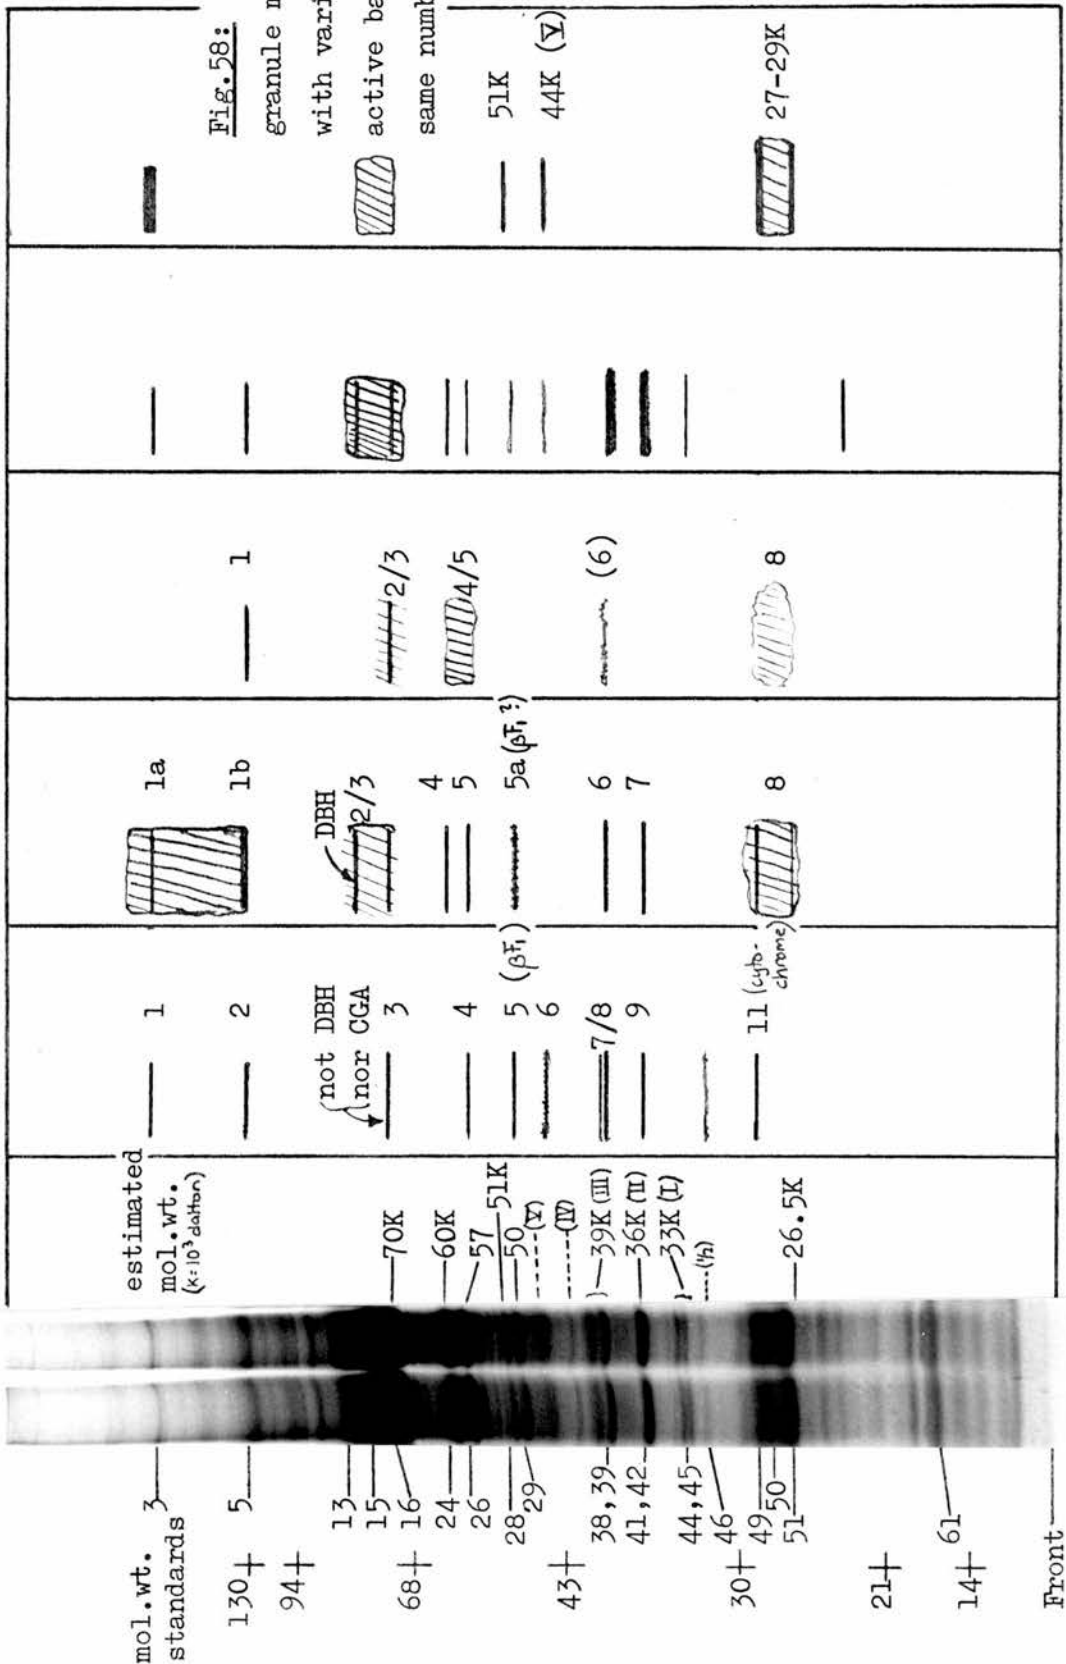 Fig.58:
granule m
with vari
active ba
same numb
51K
44K (V)
27-29K
1
2/3
4/5
(6)
8
1a
1b
DBH
2/3
4
5
5a (βF₁?)
6
7
8
1
2
(not DBH
(nor CGA
3
4
5 (βF₁)
6
7/8
9
11 (cyto-
chrome)
estimated
mol.wt.
(K=10³ dalton)
70K
60K
57
51K
50
(V)
(IV)
39K (III)
36K (II)
33K (I)
(½)
26.5K
mol.wt.
standards
3
5
13
15
16
24
26
28
29
38,39
41,42
44,45
46
49
50
51
61
130
94
68
43
30
21
14
Front